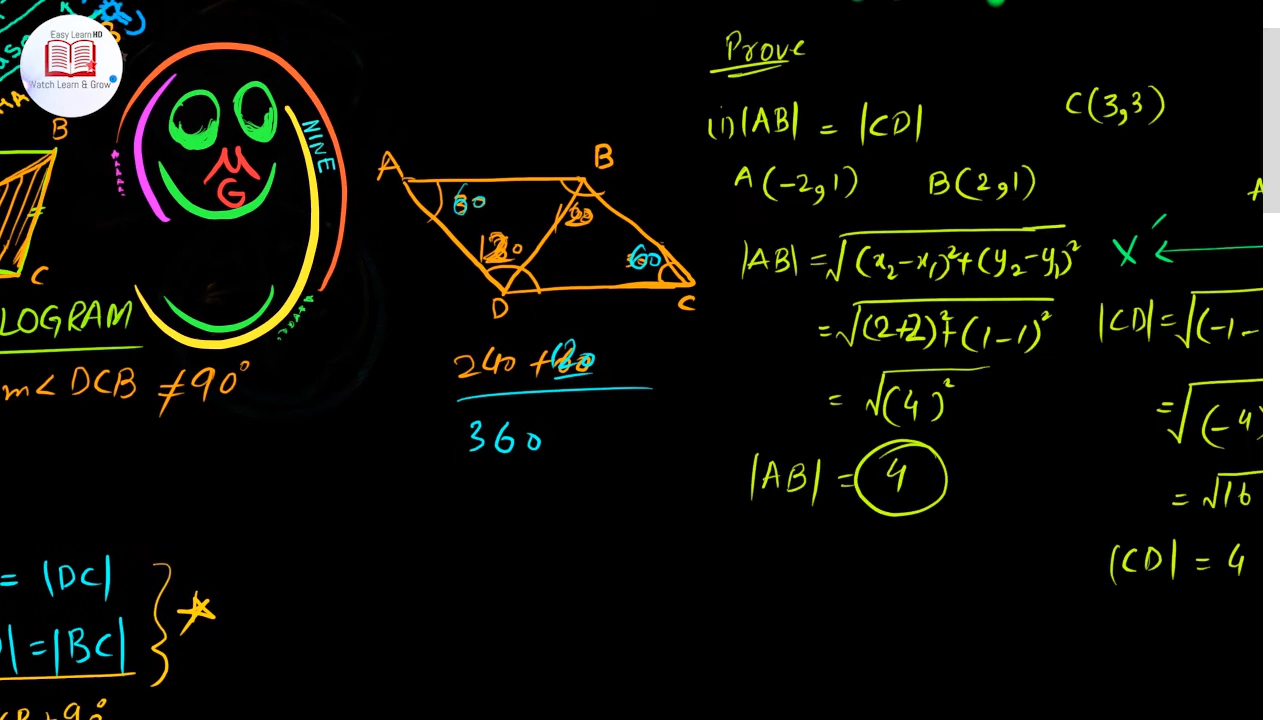 Easy Learn HD
Watch Learn & Grow
B
C
LOGRAM
m< DCB ≠ 90°
= |DC|
| = |BC|
NINE
M
G
A
B
60
120
120
60
D
C
240 + 120
360
Prove
(i) |AB| = |CD|
C(3,3)
A(-2,1)
B(2,1)
A
|AB| = √(x₂-x₁)²+(y₂-y₁)²
X ←
= √(2+2)²+(1-1)²
|CD| = √(-1-
= √(4)²
= √(-4)
|AB| = 4
= √16
|CD| = 4